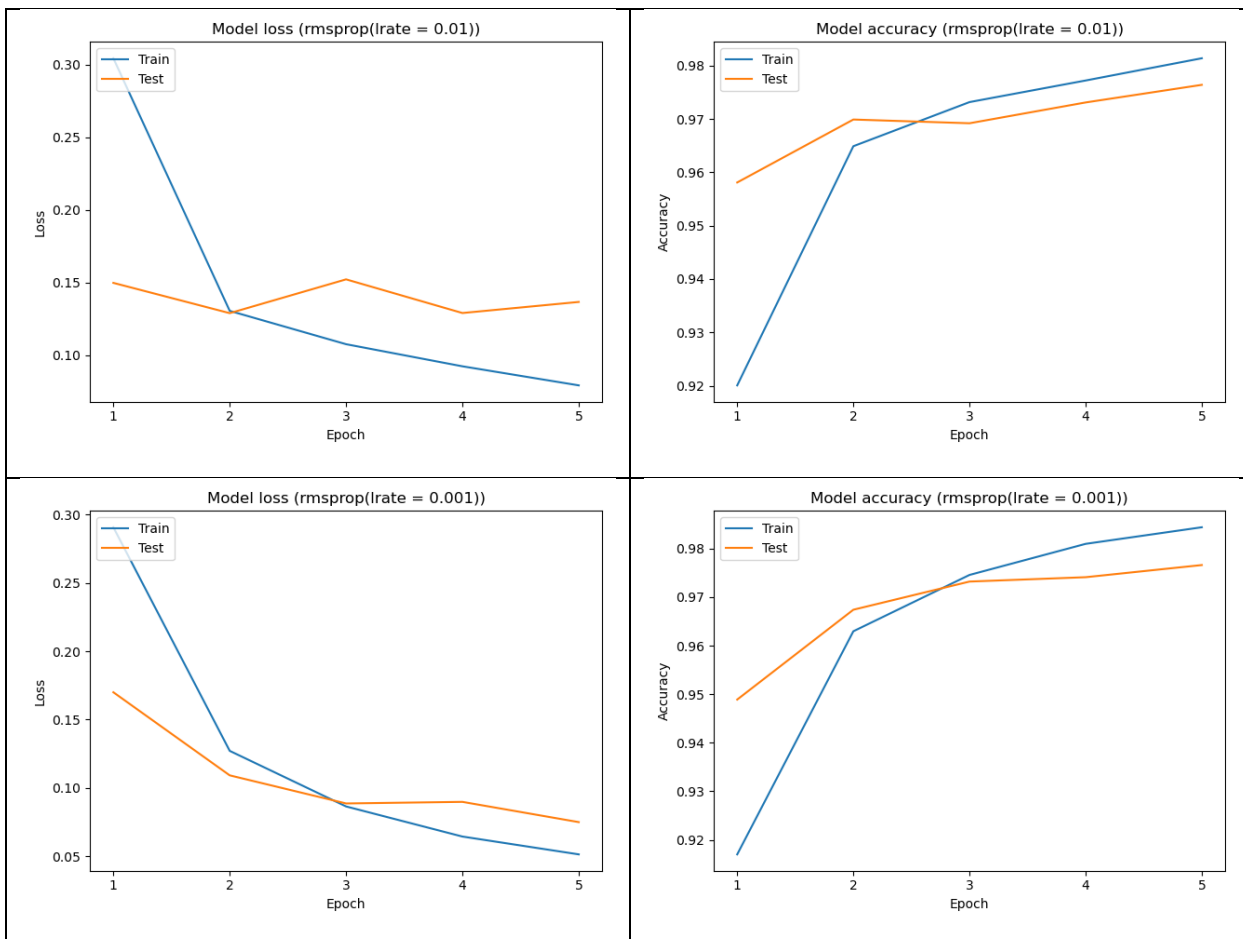 Model loss (rmsprop(lrate = 0.01))
Train
Test
0.30
0.25
0.20
0.15
0.10
Loss
1 2 3 4 5
Epoch
Model accuracy (rmsprop(lrate = 0.01))
Train
Test
0.98
0.97
0.96
0.95
0.94
0.93
0.92
Accuracy
1 2 3 4 5
Epoch
Model loss (rmsprop(lrate = 0.001))
Train
Test
0.30
0.25
0.20
0.15
0.10
0.05
Loss
1 2 3 4 5
Epoch
Model accuracy (rmsprop(lrate = 0.001))
Train
Test
0.98
0.97
0.96
0.95
0.94
0.93
0.92
Accuracy
1 2 3 4 5
Epoch